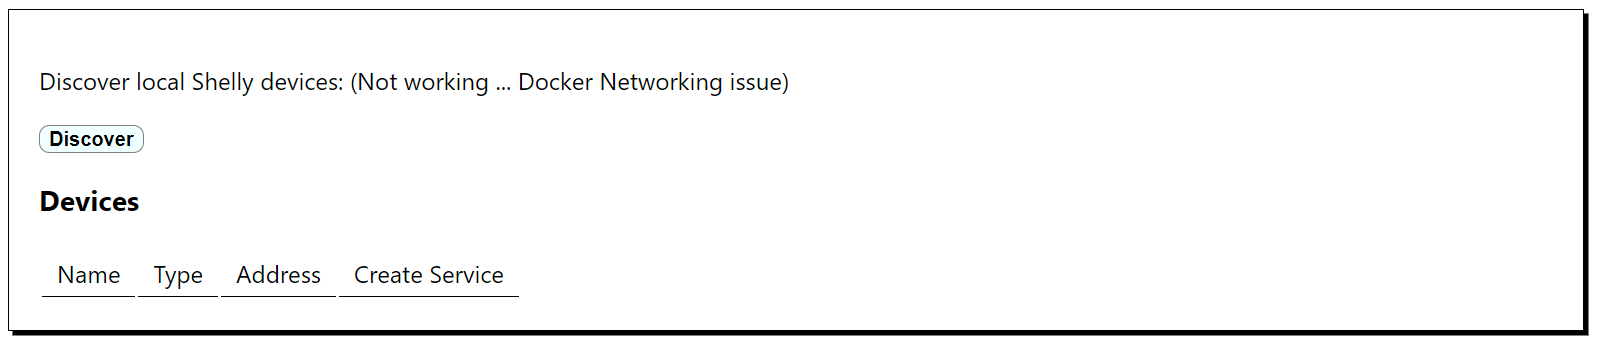 Discover local Shelly devices: (Not working ... Docker Networking issue)
Discover
Devices
Name Type Address Create Service